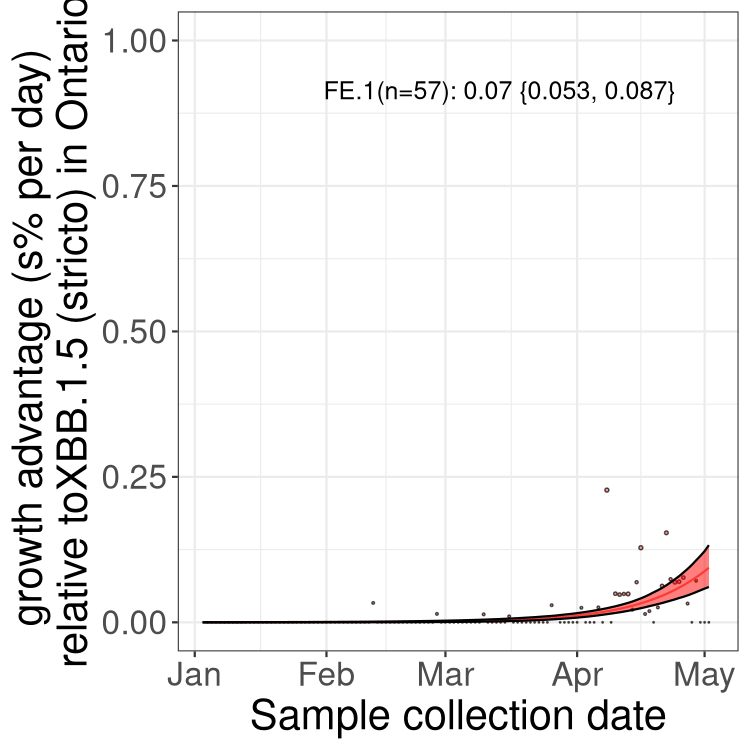 growth advantage (s% per day)
relative toXBB.1.5 (stricto) in Ontario
1.00
0.75
0.50
0.25
0.00
FE.1(n=57): 0.07 {0.053, 0.087}
Jan Feb Mar Apr May
Sample collection date